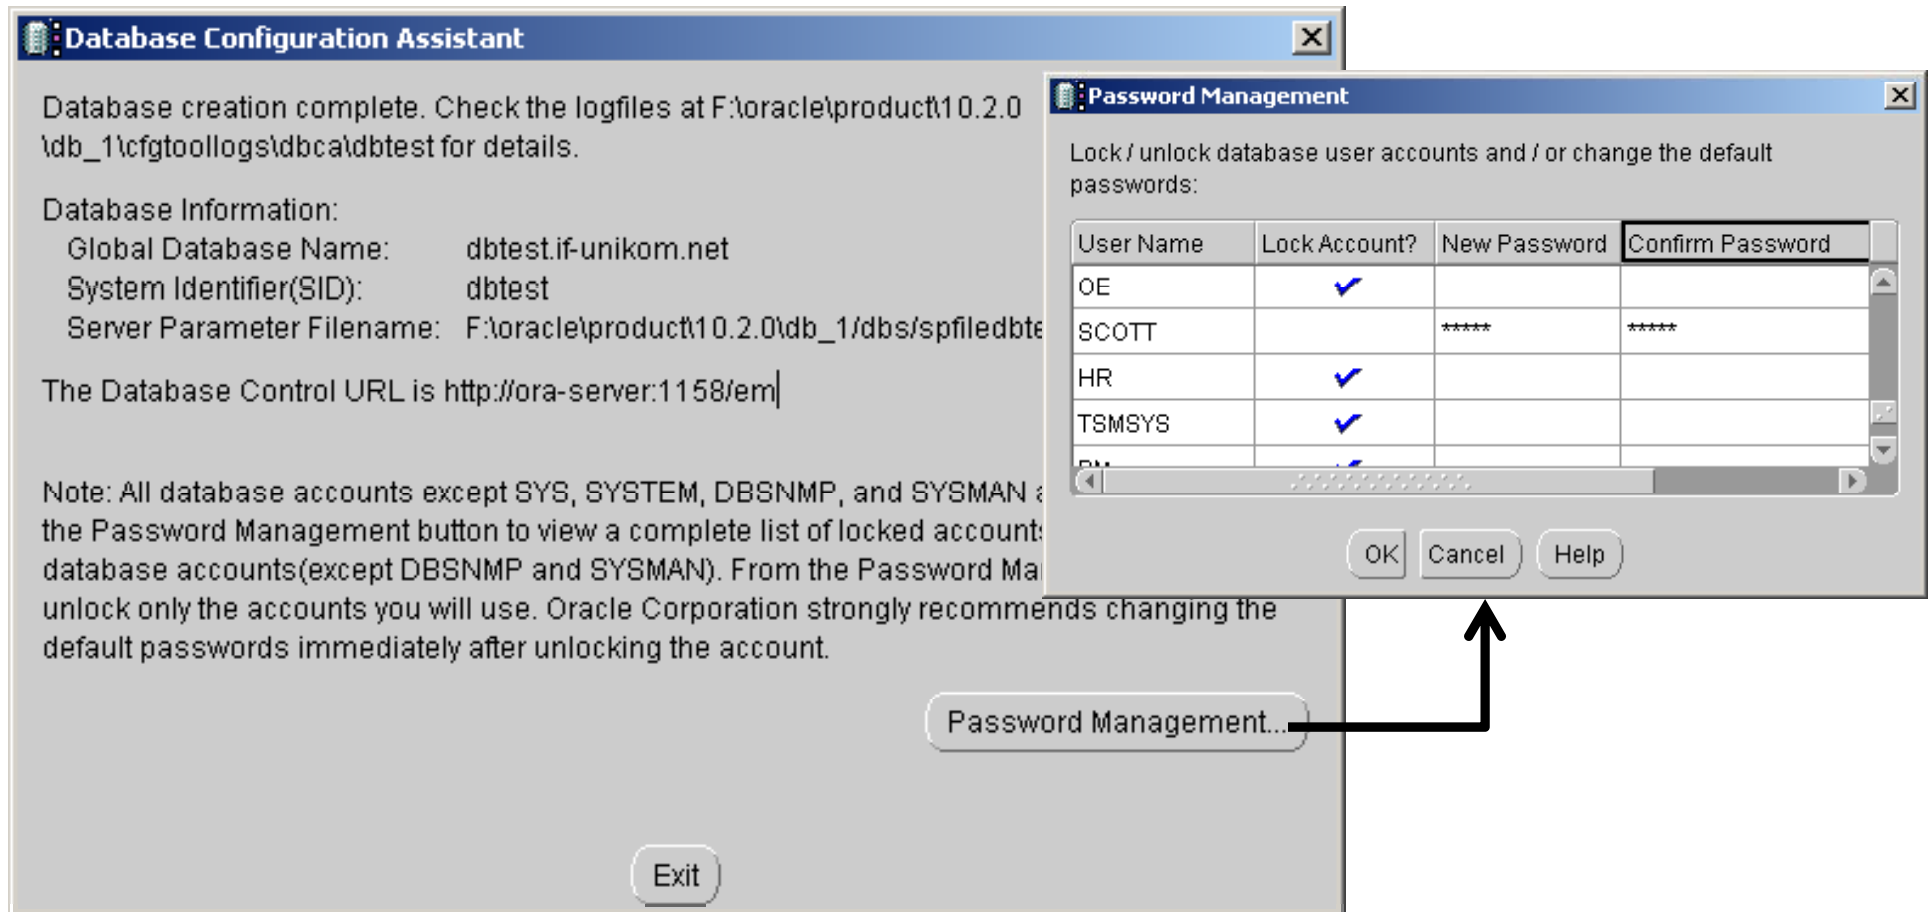 Database Configuration Assistant
Database creation complete. Check the logfiles at F:\oracle\product\10.2.0
\db_1\cfgtoollogs\dbca\dbtest for details.
Database Information:
Global Database Name: dbtest.if-unikom.net
System Identifier(SID): dbtest
Server Parameter Filename: F:\oracle\product\10.2.0\db_1/dbs/spfiledbte
The Database Control URL is http://ora-server:1158/em
Note: All database accounts except SYS, SYSTEM, DBSNMP, and SYSMAN
the Password Management button to view a complete list of locked accounts
database accounts(except DBSNMP and SYSMAN). From the Password Ma
unlock only the accounts you will use. Oracle Corporation strongly recommends changing the
default passwords immediately after unlocking the account.
Password Management...
Exit
Password Management
Lock / unlock database user accounts and / or change the default
passwords:
User Name Lock Account? New Password Confirm Password
OE
SCOTT ***** *****
HR
TSMSYS
OK Cancel Help